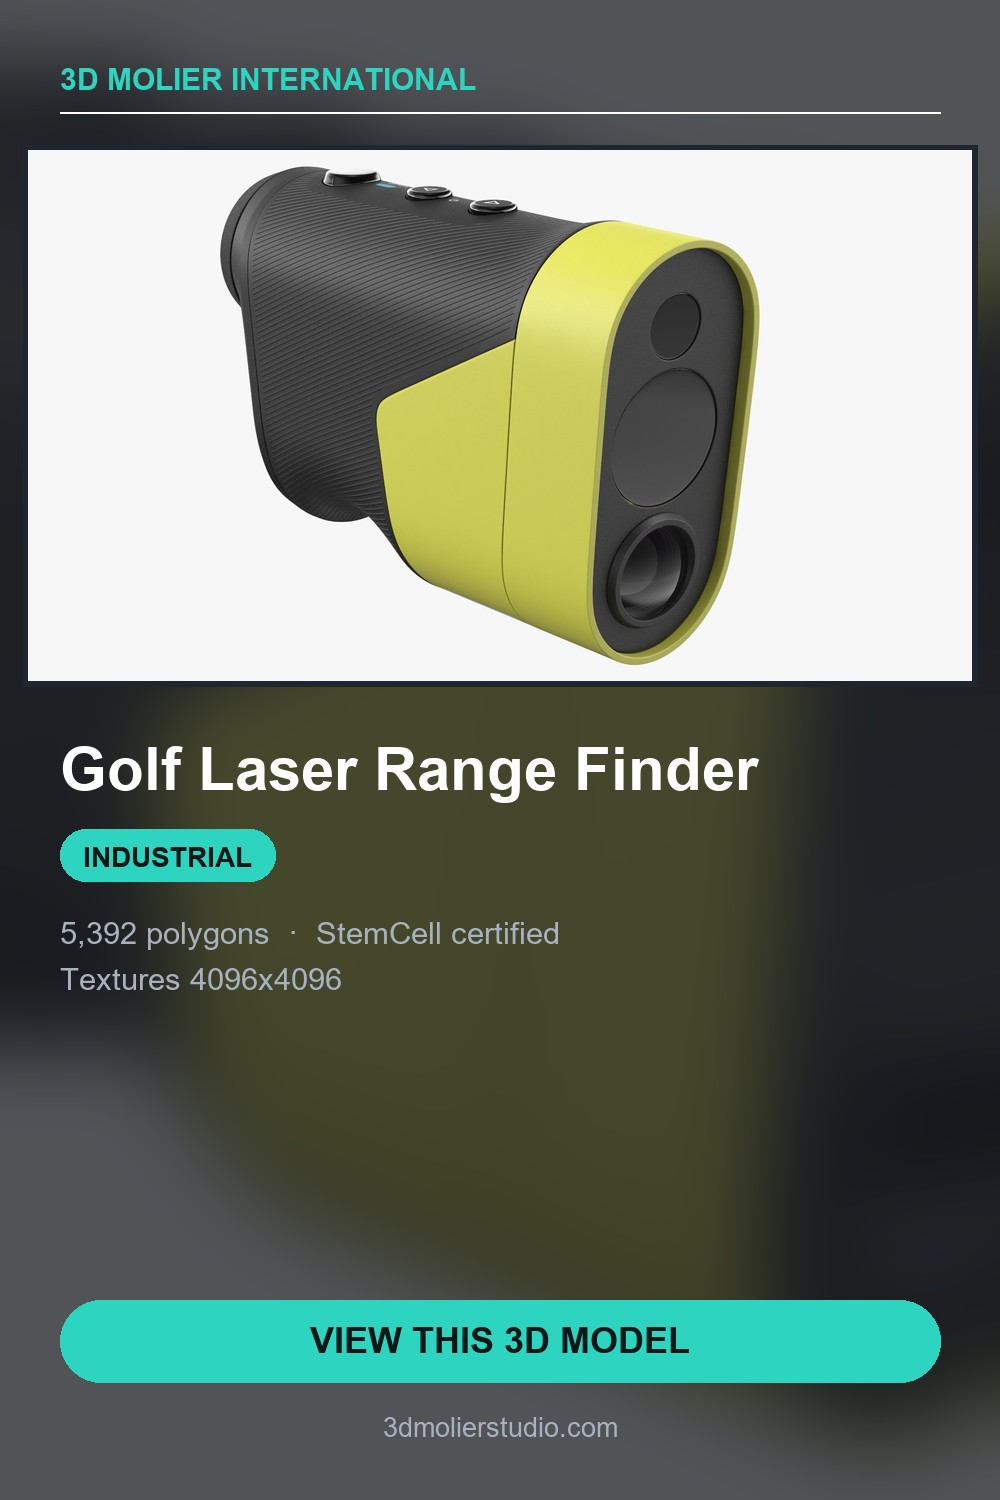 3D MOLIER INTERNATIONAL
Golf Laser Range Finder
INDUSTRIAL
5,392 polygons · StemCell certified
Textures 4096x4096
VIEW THIS 3D MODEL
3dmolierstudio.com